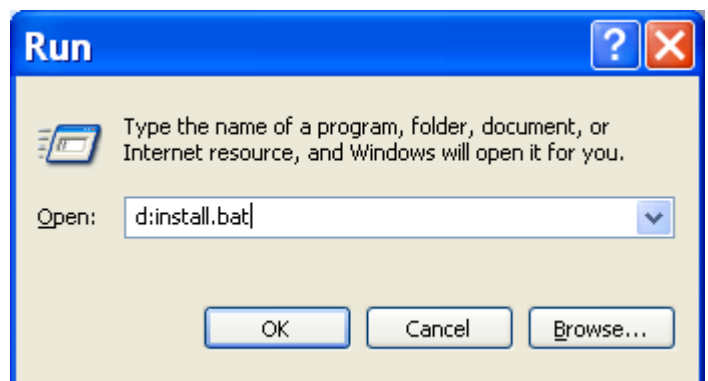 Run
Type the name of a program, folder, document, or
Internet resource, and Windows will open it for you.
Open: d:install.bat
OK Cancel Browse...